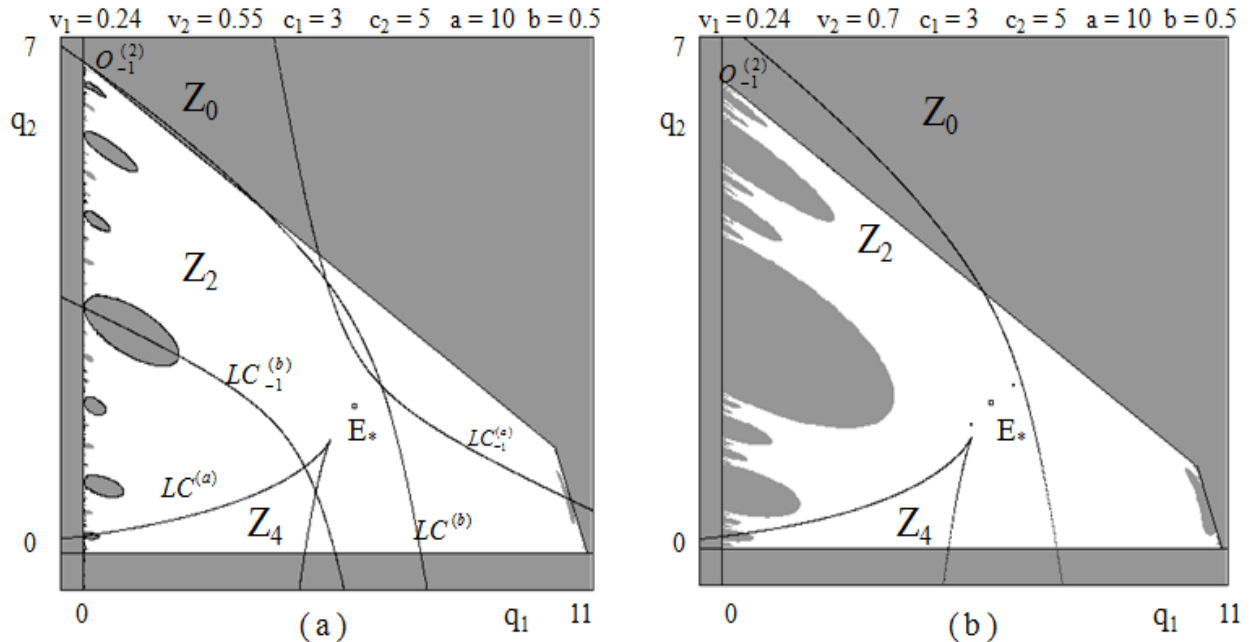 v₁ = 0.24 v₂ = 0.55 c₁ = 3 c₂ = 5 a = 10 b = 0.5
7
q₂
0
O₋₁⁽²⁾
Z₀
Z₂
LC₋₁⁽ᵇ⁾
E*
LC₋₁⁽ᵃ⁾
LC⁽ᵃ⁾
Z₄
LC⁽ᵇ⁾
0 (a) q₁ 11
v₁ = 0.24 v₂ = 0.7 c₁ = 3 c₂ = 5 a = 10 b = 0.5
7
q₂
0
O₋₁⁽²⁾
Z₀
Z₂
E*
Z₄
0 (b) q₁ 11